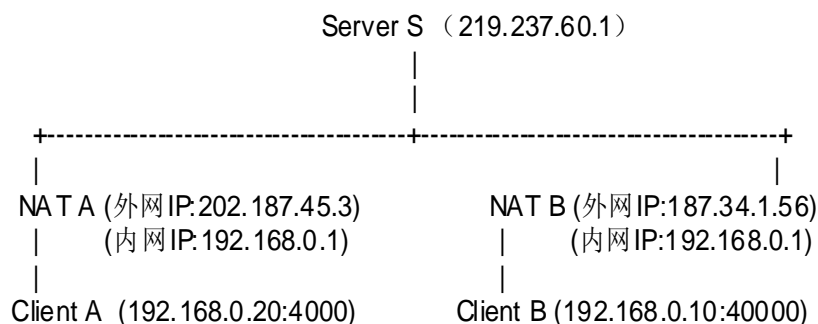 Server S （219.237.60.1）
|
|
+----------------------------------------+----------------------------------------+
| |
NAT A (外网IP:202.187.45.3) NAT B (外网IP:187.34.1.56)
| (内网IP:192.168.0.1) | (内网IP:192.168.0.1)
| |
Client A (192.168.0.20:4000) Client B (192.168.0.10:40000)